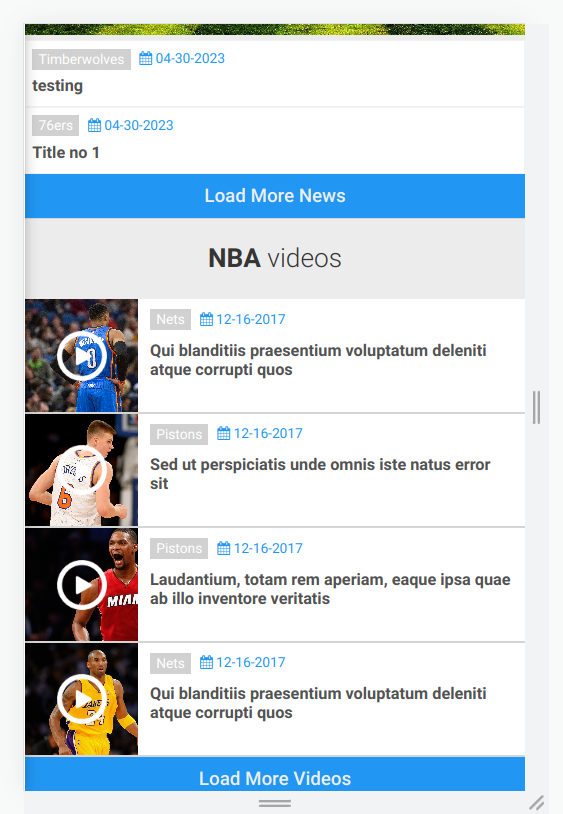 Timberwolves 04-30-2023
testing
76ers 04-30-2023
Title no 1
Load More News
NBA videos
Nets 12-16-2017
Qui blanditiis praesentium voluptatum deleniti
atque corrupti quos
Pistons 12-16-2017
Sed ut perspiciatis unde omnis iste natus error
sit
6
Pistons 12-16-2017
Laudantium, totam rem aperiam, eaque ipsa quae
ab illo inventore veritatis
MIAM
Nets 12-16-2017
Qui blanditiis praesentium voluptatum deleniti
atque corrupti quos
Load More Videos